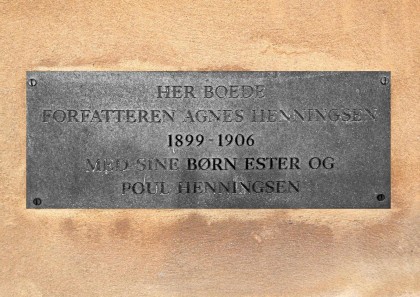 HER BOEDE
FORFATTEREN AGNES HENNINGSEN
1899-1906
MED SINE BØRN ESTER OG
POUL HENNINGSEN